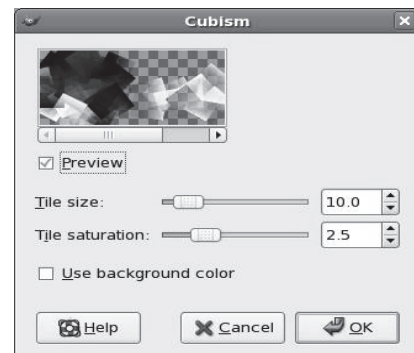 Cubism
Preview
Tile size: 10.0
Tile saturation: 2.5
Use background color
Help Cancel OK